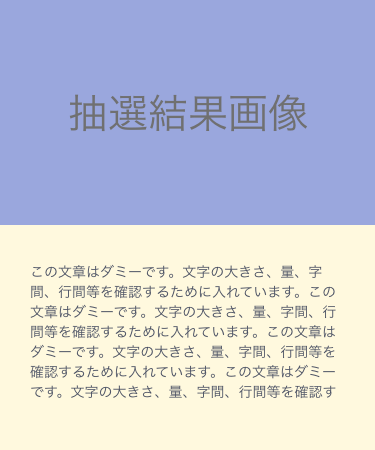 抽選結果画像
この文章はダミーです。文字の大きさ、量、字
間、行間等を確認するために入れています。この
文章はダミーです。文字の大きさ、量、字間、行
間等を確認するために入れています。この文章は
ダミーです。文字の大きさ、量、字間、行間等を
確認するために入れています。この文章はダミー
です。文字の大きさ、量、字間、行間等を確認す